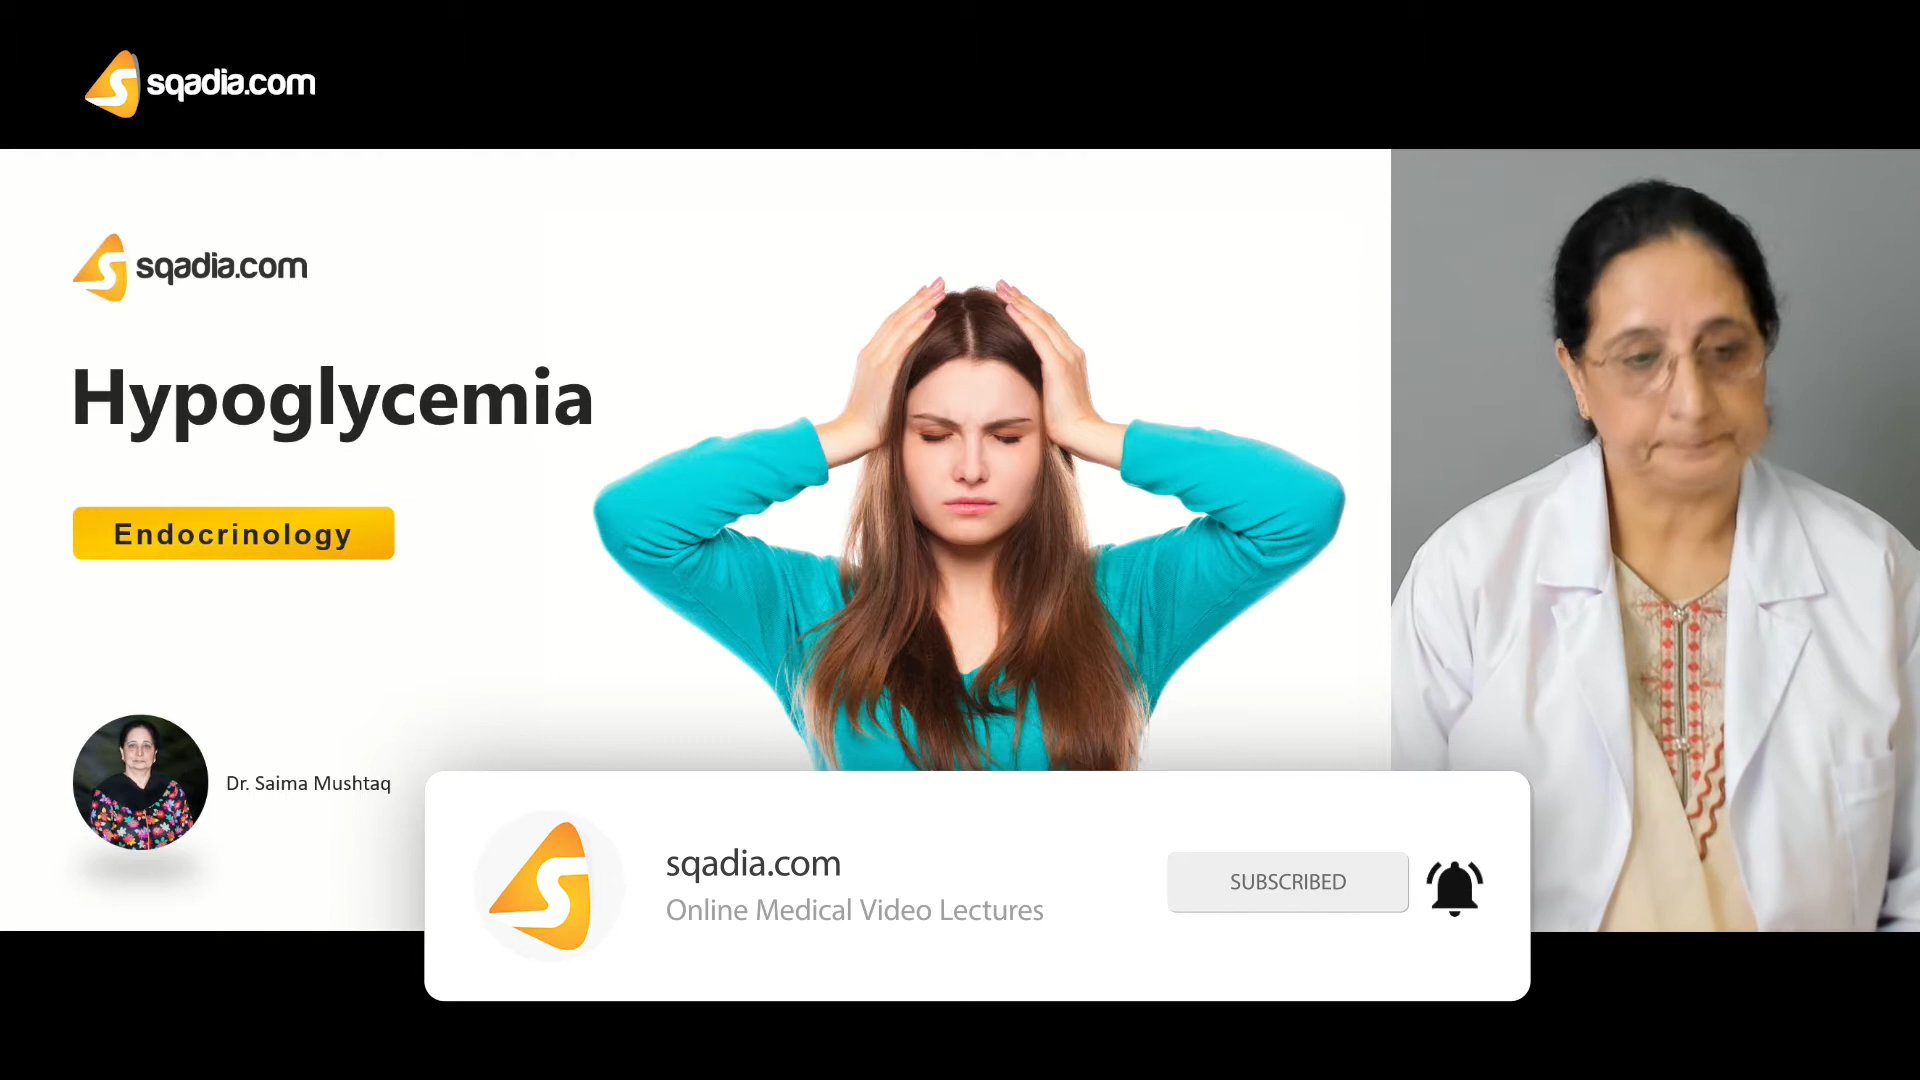 sqadia.com
sqadia.com
Hypoglycemia
Endocrinology
Dr. Saima Mushtaq
sqadia.com
Online Medical Video Lectures
SUBSCRIBED